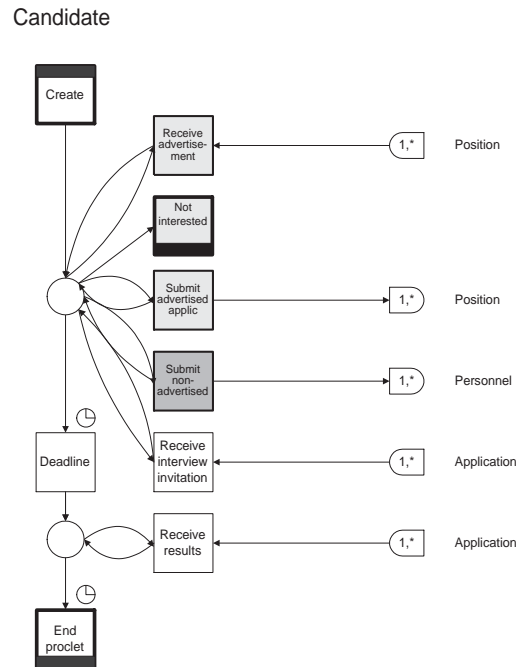 Candidate
Create
Receive
advertise-
ment
1,*
Position
Not
interested
Submit
advertised
applic
1,*
Position
Submit
non-
advertised
1,*
Personnel
Deadline
Receive
interview
invitation
1,*
Application
Receive
results
1,*
Application
End
proclet